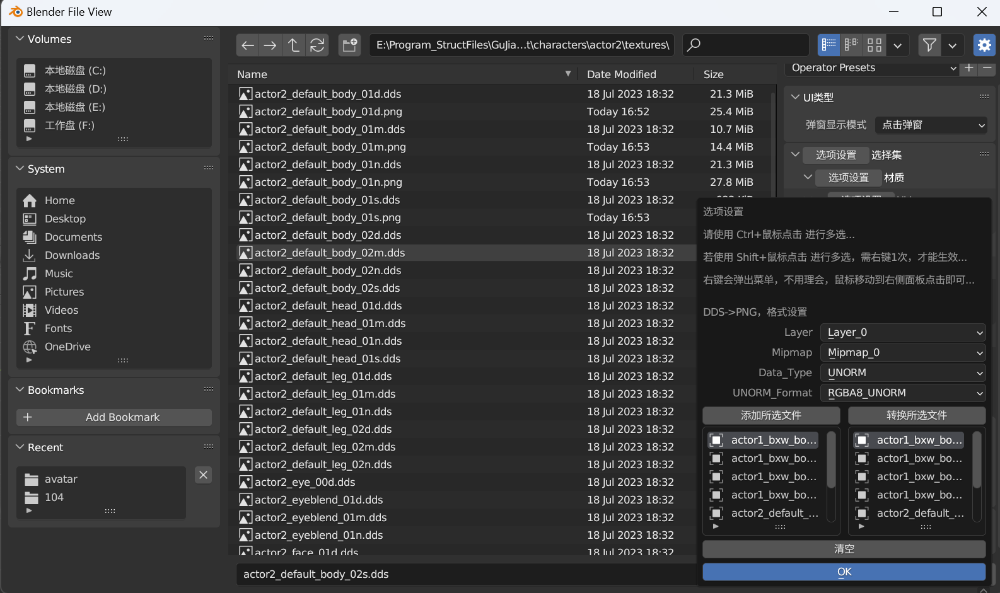 Blender File View
Volumes
本地磁盘 (C:)
本地磁盘 (D:)
本地磁盘 (E:)
工作盘 (F:)
System
Home
Desktop
Documents
Downloads
Music
Pictures
Videos
Fonts
OneDrive
Bookmarks
Add Bookmark
Recent
avatar
104
E:\Program_StructFiles\GuJia...t\characters\actor2\textures\
Name Date Modified Size
actor2_default_body_01d.dds 18 Jul 2023 18:32 21.3 MiB
actor2_default_body_01d.png Today 16:52 25.4 MiB
actor2_default_body_01m.dds 18 Jul 2023 18:32 10.7 MiB
actor2_default_body_01m.png Today 16:53 14.4 MiB
actor2_default_body_01n.dds 18 Jul 2023 18:32 21.3 MiB
actor2_default_body_01n.png Today 16:53 27.8 MiB
actor2_default_body_01s.dds 18 Jul 2023 18:32
actor2_default_body_01s.png Today 16:53
actor2_default_body_02d.dds 18 Jul 2023 18:32
actor2_default_body_02m.dds 18 Jul 2023 18:32
actor2_default_body_02n.dds 18 Jul 2023 18:32
actor2_default_body_02s.dds 18 Jul 2023 18:32
actor2_default_head_01d.dds 18 Jul 2023 18:32
actor2_default_head_01m.dds 18 Jul 2023 18:32
actor2_default_head_01n.dds 18 Jul 2023 18:32
actor2_default_head_01s.dds 18 Jul 2023 18:32
actor2_default_leg_01d.dds 18 Jul 2023 18:32
actor2_default_leg_01m.dds 18 Jul 2023 18:32
actor2_default_leg_01n.dds 18 Jul 2023 18:32
actor2_default_leg_02d.dds 18 Jul 2023 18:32
actor2_default_leg_02m.dds 18 Jul 2023 18:32
actor2_default_leg_02n.dds 18 Jul 2023 18:32
actor2_eye_00d.dds 18 Jul 2023 18:32
actor2_eyeblend_01d.dds 18 Jul 2023 18:32
actor2_eyeblend_01m.dds 18 Jul 2023 18:32
actor2_eyeblend_01n.dds 18 Jul 2023 18:32
actor2_face_01d.dds 18 Jul 2023 18:32
actor2_default_body_02s.dds
Operator Presets
UI类型
弹窗显示模式 点击弹窗
选项设置 选择集
选项设置 材质
选项设置
请使用 Ctrl+鼠标点击 进行多选...
若使用 Shift+鼠标点击 进行多选，需右键1次，才能生效...
右键会弹出菜单，不用理会，鼠标移动到右侧面板点击即可...
DDS->PNG，格式设置
Layer Layer_0
Mipmap Mipmap_0
Data_Type UNORM
UNORM_Format RGBA8_UNORM
添加所选文件 转换所选文件
actor1_bxw_bo... actor1_bxw_bo...
actor1_bxw_bo... actor1_bxw_bo...
actor1_bxw_bo... actor1_bxw_bo...
actor1_bxw_bo... actor1_bxw_bo...
actor2_default_... actor2_default_...
清空
OK